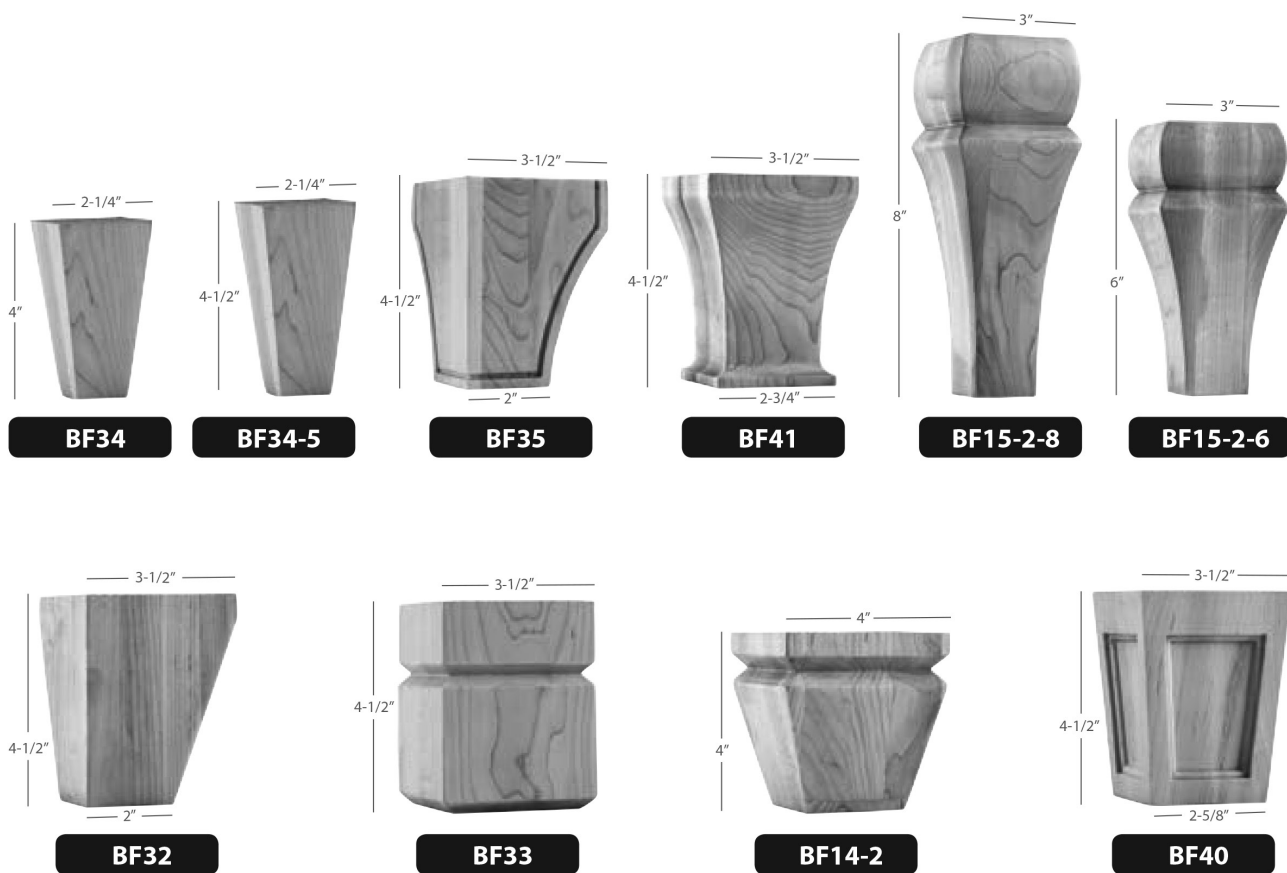 2-1/4”
4”
BF34
2-1/4”
4-1/2”
BF34-5
3-1/2”
4-1/2”
2”
BF35
3-1/2”
4-1/2”
2-3/4”
BF41
3”
8”
BF15-2-8
3”
6”
BF15-2-6
3-1/2”
4-1/2”
2”
BF32
3-1/2”
4-1/2”
BF33
4”
4”
BF14-2
3-1/2”
4-1/2”
2-5/8”
BF40